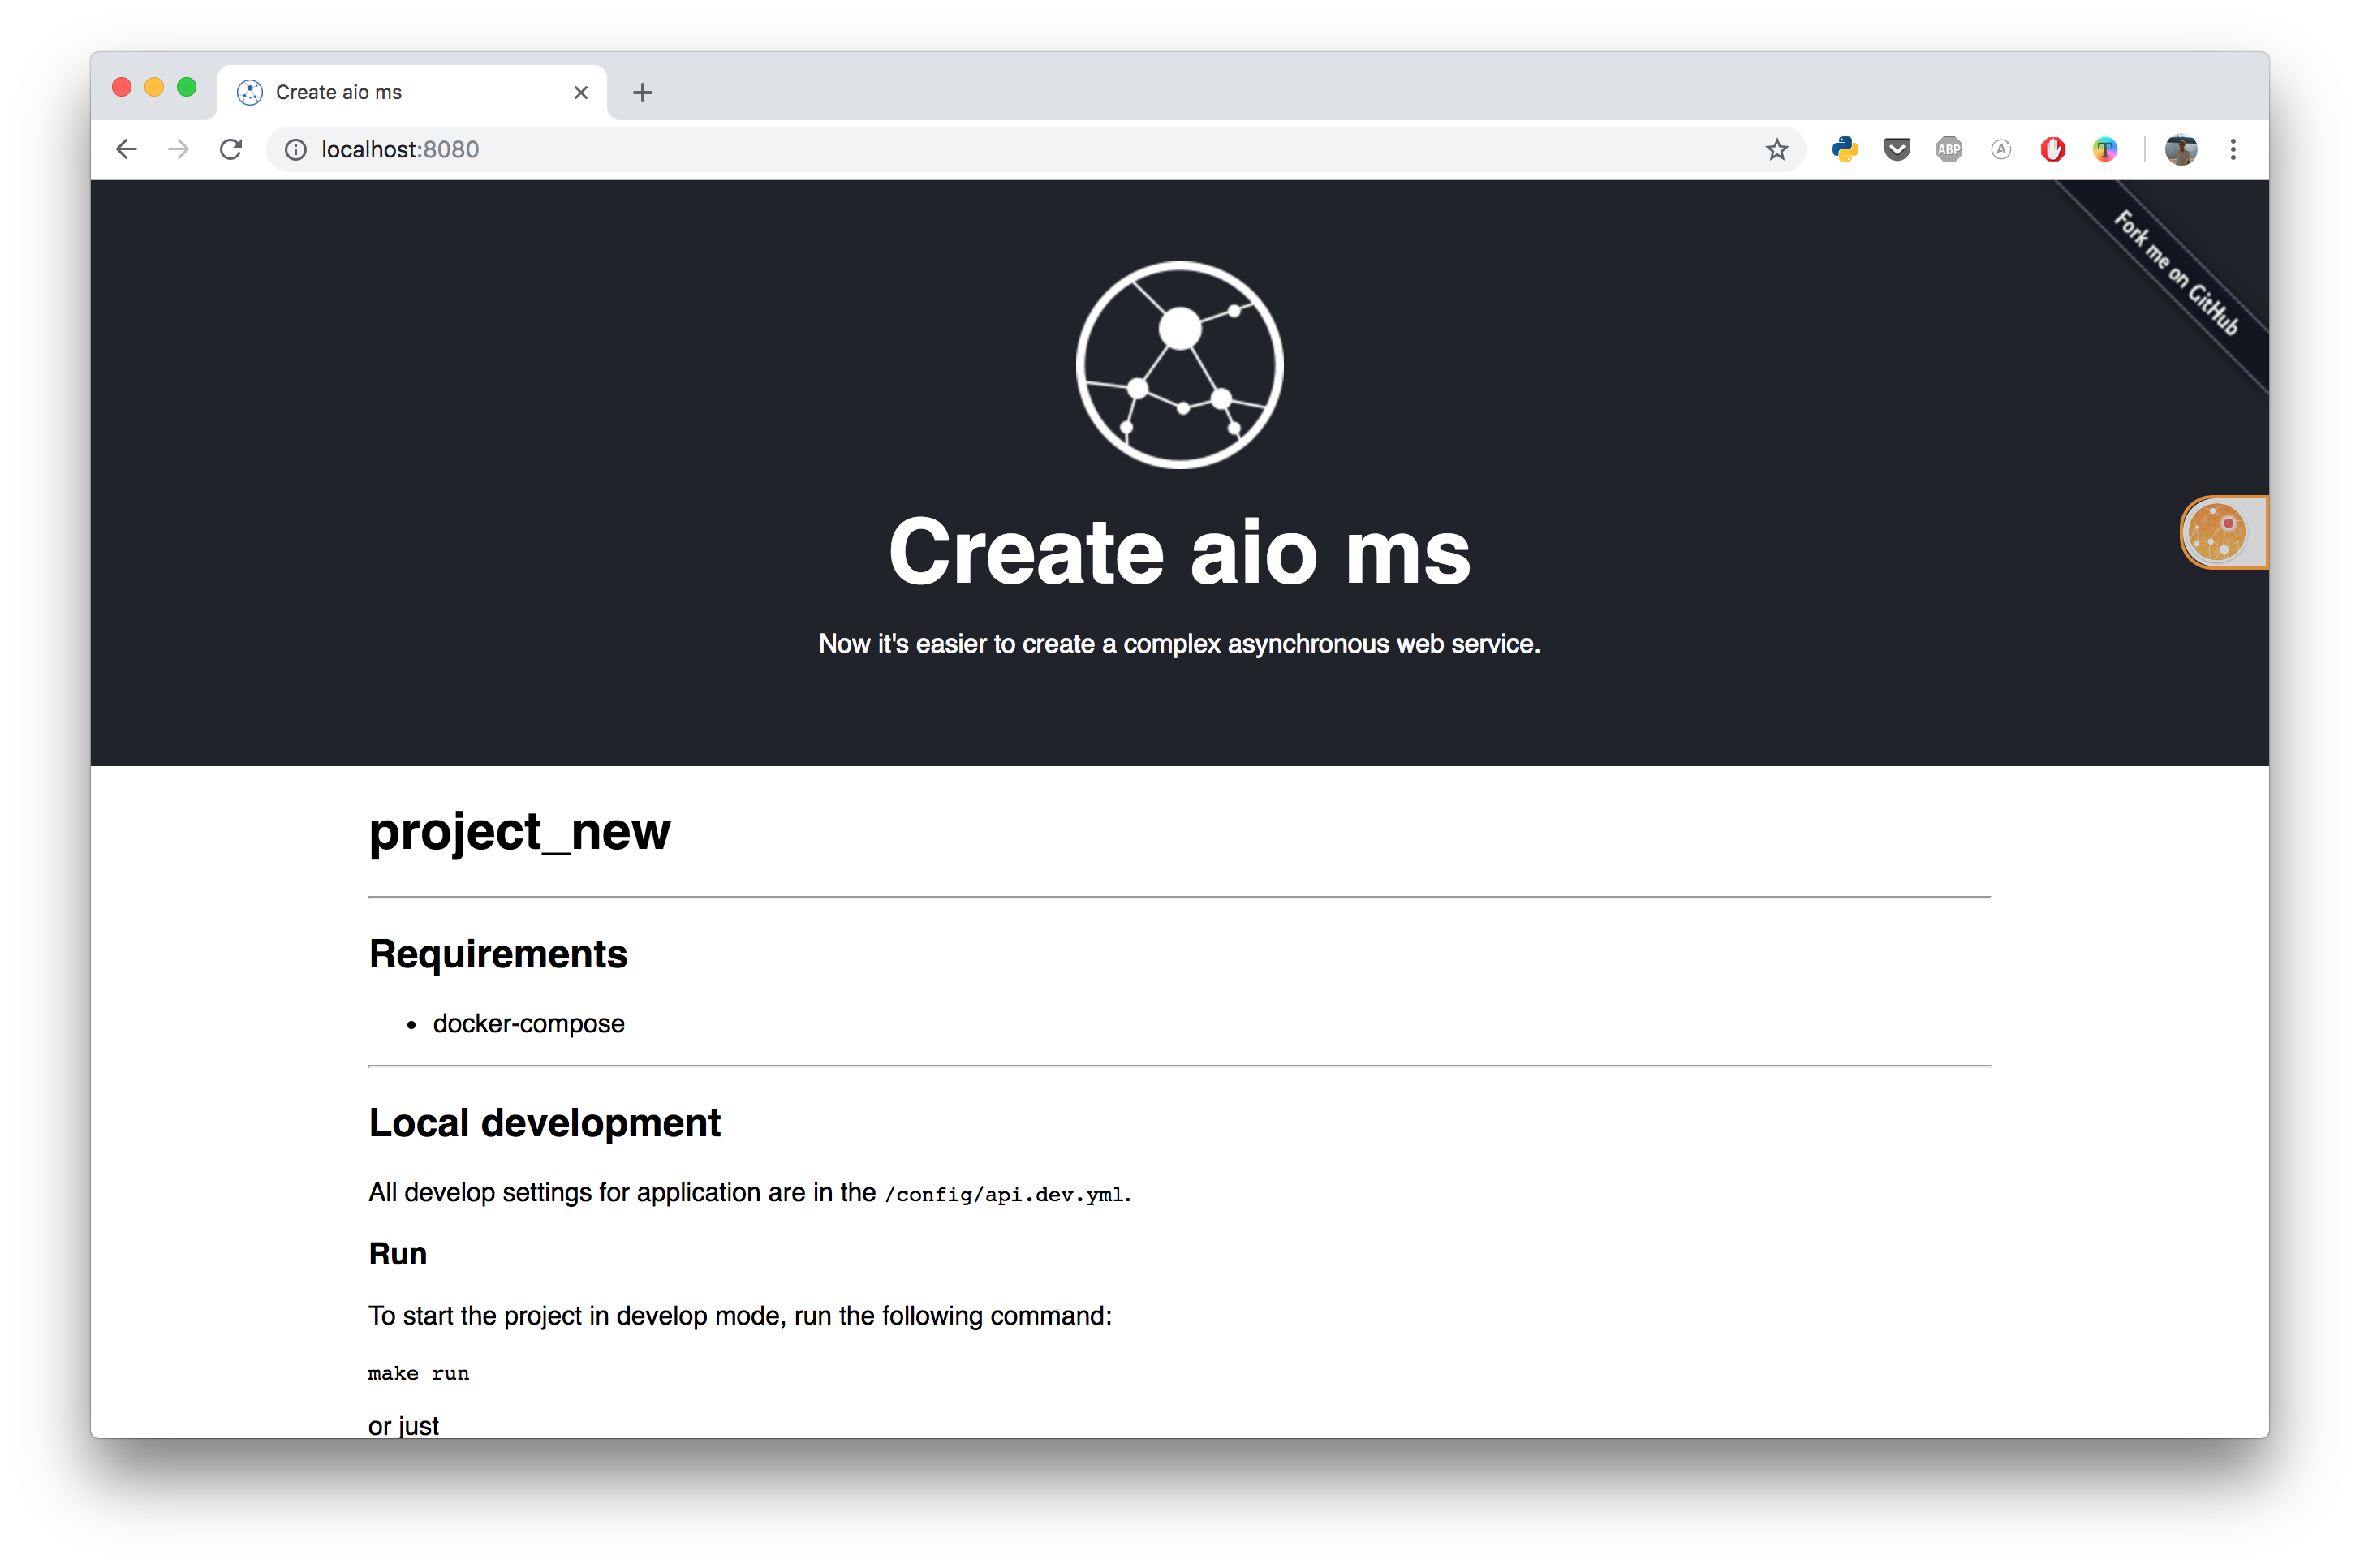 Create aio ms
localhost:8080
ABP
A
T
Fork me on GitHub
Create aio ms
Now it's easier to create a complex asynchronous web service.
project_new
Requirements
• docker-compose
Local development
All develop settings for application are in the /config/api.dev.yml.
Run
To start the project in develop mode, run the following command:
make run
or just